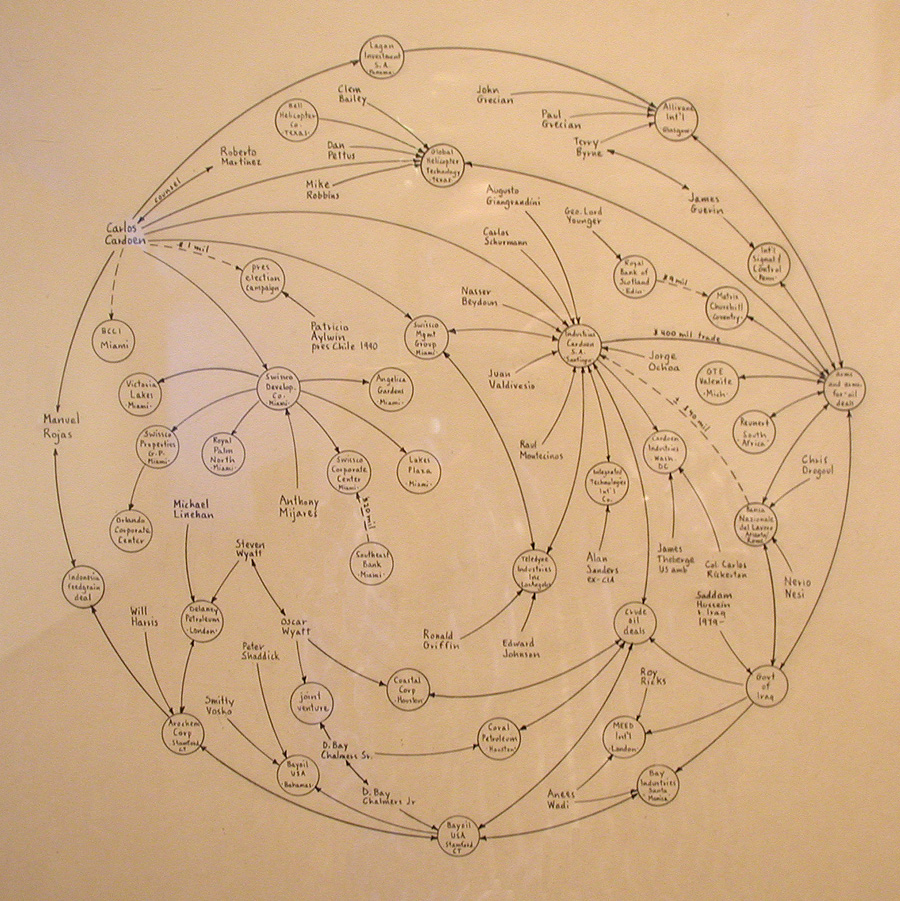 Lagan
Investment
S.A.
Panama
Clem
Bailey
John
Grecian
Bell
Helicopter
Co.
·Texas·
Paul
Grecian
Allivane
Int'l
·Glasgow·
Terry
Byrne
Dan
Pettus
Global
Helicopter
Technology
·Texas·
Roberto
Martinez
counsel
Mike
Robbins
Augusto
Giangrandini
James
Guerin
Geo. Lord
Younger
Carlos
Cardoen
$1 mil
Carlos
Schurmann
Int'l
Signal &
Control
Penn.
pres
election
campaign
Royal
Bank of
Scotland
Edin.
$9 mil
Nasser
Beydoun
Matrix
Churchill
Coventry
BCCI
Miami
Patricio
Aylwin
pres Chile 1990
Swissco
Mgmt
Group
·Miami·
Industrias
Cardoen
S.A.
Santiago
$400 mil trade
Jorge
Ochoa
Juan
Valdivesio
GTE
Valenite
·Mich·
arms
and ammo
for oil
deals
Victoria
Lakes
·Miami·
Swissco
Develop.
Co.
·Miami·
Angelica
Gardens
·Miami·
± $40 mil
Manuel
Rojas
Swissco
Properties
G.P.
·Miami·
Royal
Palm
North
·Miami·
Swissco
Corporate
Center
·Miami·
Lakes
Plaza
·Miami·
Raul
Montecinos
Cardoen
Industries
Wash.
DC
Reunert
South
Africa
Chris
Drogoul
Integrated
Technologies
Int'l
Co.
Michael
Linehan
Anthony
Mijares
$20 mil
Orlando
Corporate
Center
Banca
Nazionale
del Lavoro
Atlanta/
Rome
Steven
Wyatt
Southeast
Bank
·Miami·
Alan
Sanders
ex-CIA
James
Theberge
US amb
Col. Carlos
Rickerton
Indonesia
feedgrain
deal
Teledyne
Industries
Inc.
Los Angeles
Nerio
Nesi
Saddam
Hussein
Iraq
1979-
Will
Harris
Delaney
Petroleum
·London·
Oscar
Wyatt
Crude
oil
deals
Peter
Shaddick
Ronald
Griffin
Edward
Johnson
Roy
Ricks
Govt
of
Iraq
Smitty
Vosko
joint
venture
Coastal
Corp
·Houston·
Arochem
Corp
Stamford
CT
D. Bay
Chalmers Sr.
Coral
Petroleum
·Houston·
MEED
Int'l
·London·
Bayoil
USA
·Bahamas·
D. Bay
Chalmers Jr
Anees
Wadi
Bay
Industries
Santa
Monica
Bayoil
USA
Stamford
CT